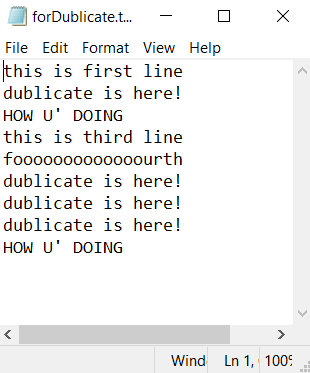 forDublicate.t...
File Edit Format View Help
this is first line
dublicate is here!
HOW U' DOING
this is third line
fooooooooooooourth
dublicate is here!
dublicate is here!
dublicate is here!
HOW U' DOING
Wind Ln 1, 100%